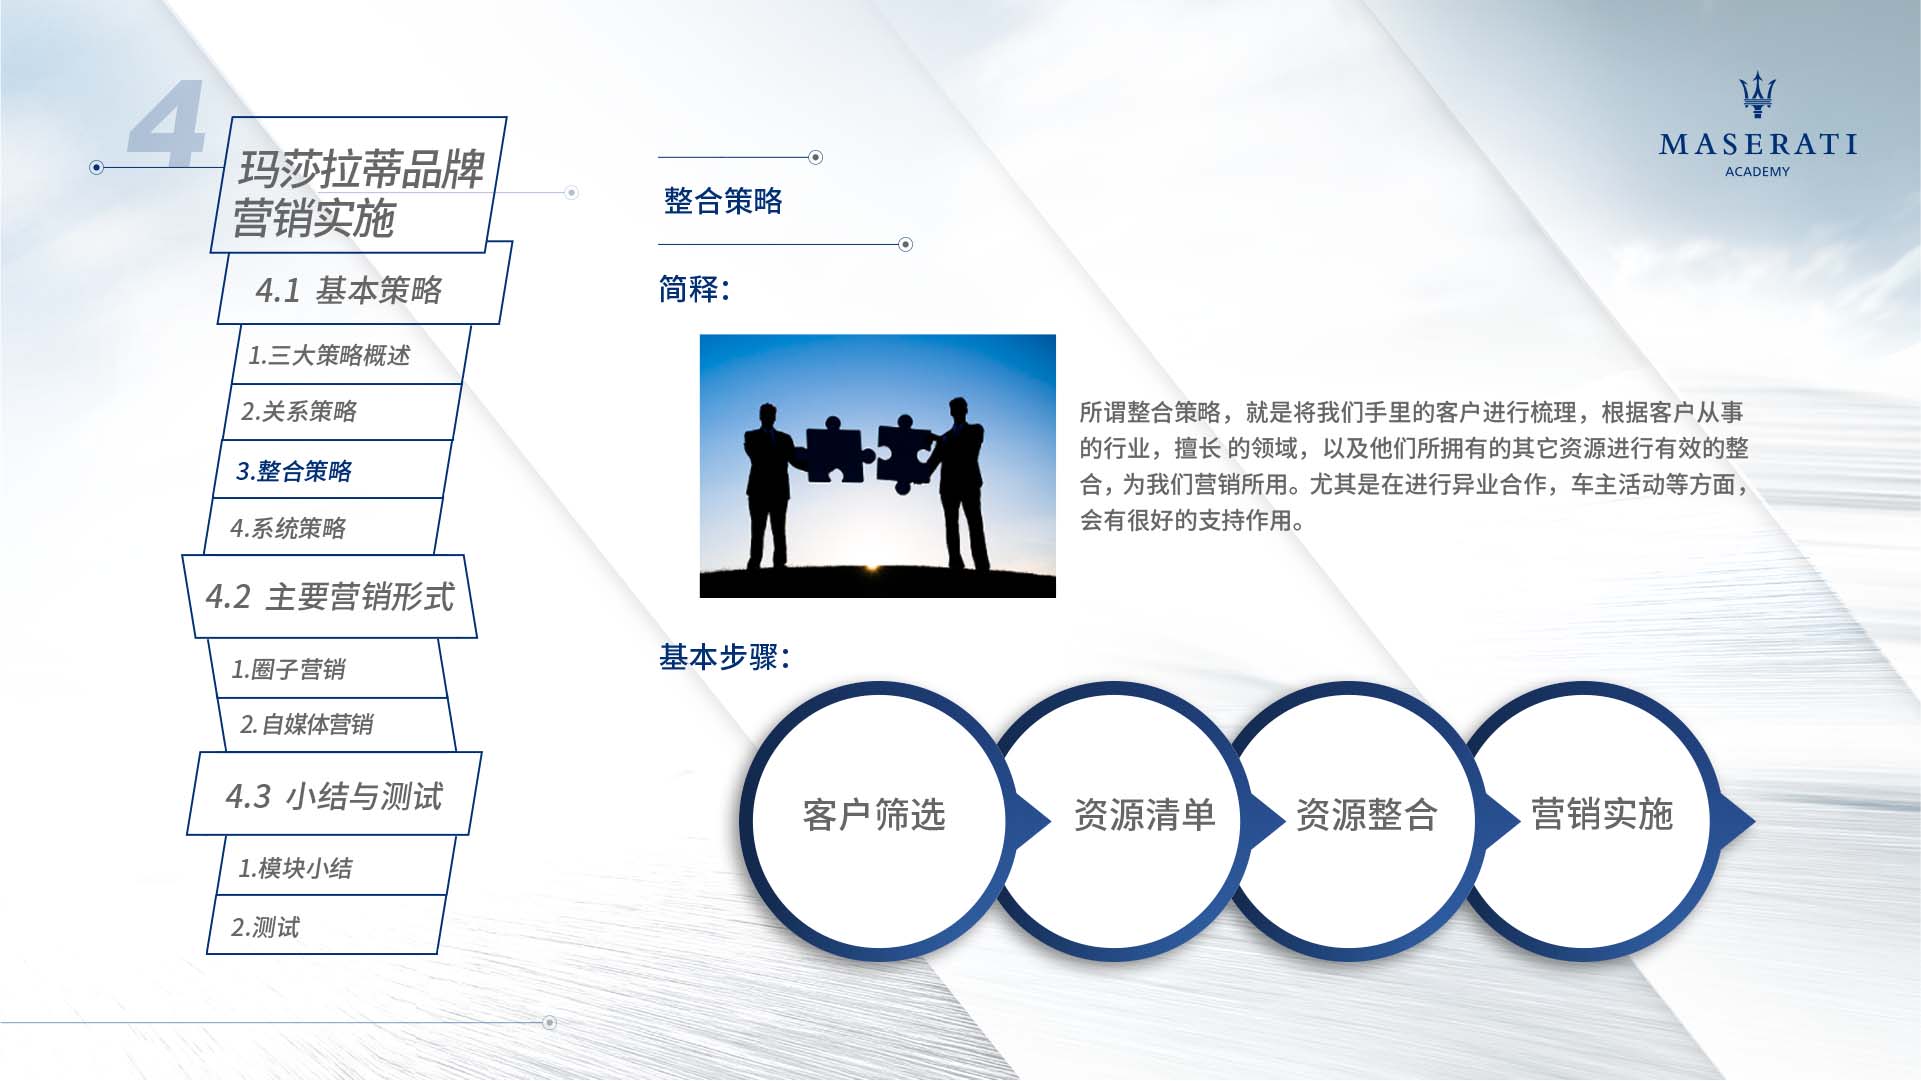 4
玛莎拉蒂品牌
营销实施
4.1 基本策略
1.三大策略概述
2.关系策略
3.整合策略
4.系统策略
4.2 主要营销形式
1.圈子营销
2.自媒体营销
4.3 小结与测试
1.模块小结
2.测试
MASERATI
ACADEMY
整合策略
简释：
所谓整合策略，就是将我们手里的客户进行梳理，根据客户从事
的行业，擅长 的领域，以及他们所拥有的其它资源进行有效的整
合，为我们营销所用。尤其是在进行异业合作，车主活动等方面，
会有很好的支持作用。
基本步骤：
客户筛选
资源清单
资源整合
营销实施